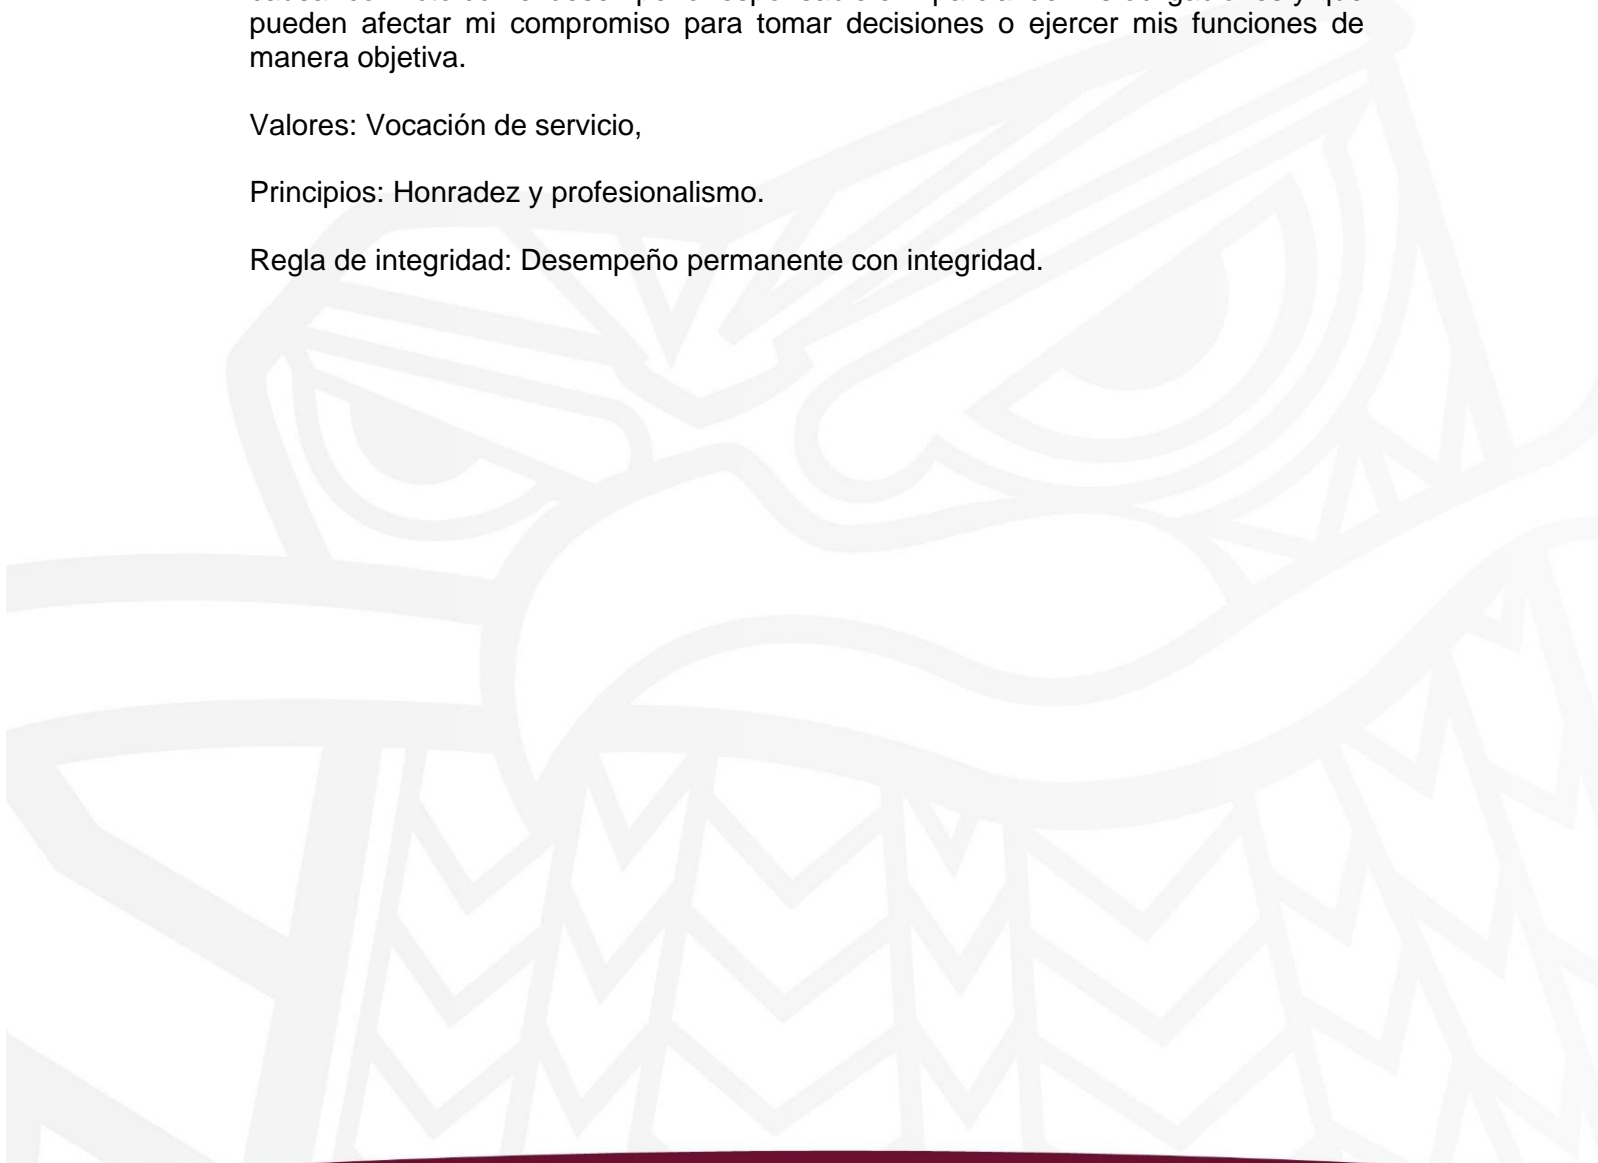 pueden afectar mi compromiso para tomar decisiones o ejercer mis funciones de
manera objetiva.
Valores: Vocación de servicio,
Principios: Honradez y profesionalismo.
Regla de integridad: Desempeño permanente con integridad.